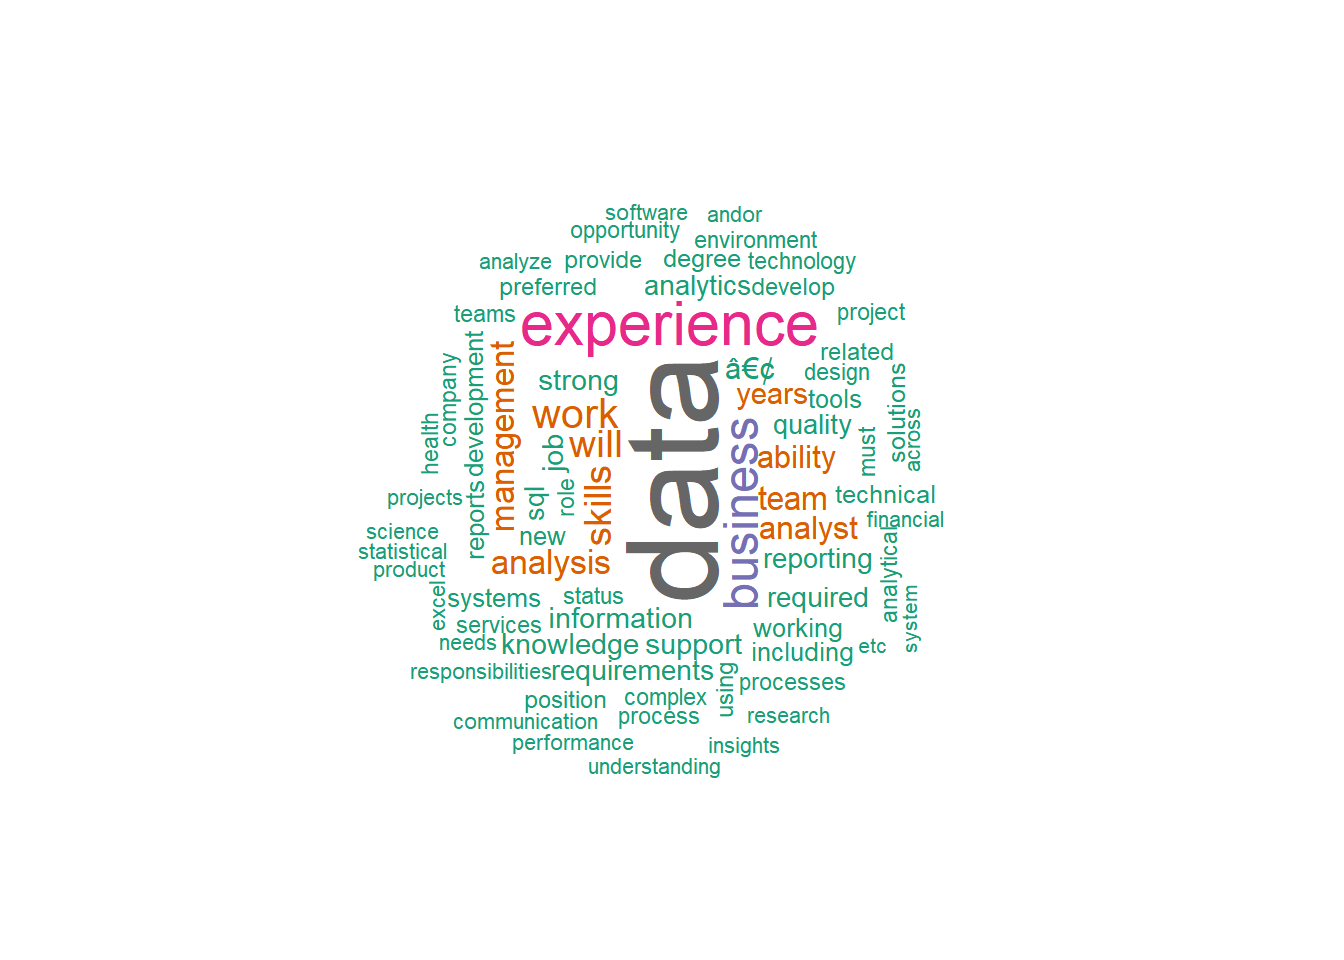 software andor
opportunity environment
analyze provide degree technology
preferred analytics develop
teams experience project
management development company
strong data â€¢ related
design
years tools
work quality
will ability
health job skills sql role business must solutions across
projects reports team technical
new analyst financial
science analysis reporting analytical
statistical
product
excel systems status required system
services information working
needs knowledge support including etc
responsibilities requirements using processes
position complex
communication process research
performance insights
understanding